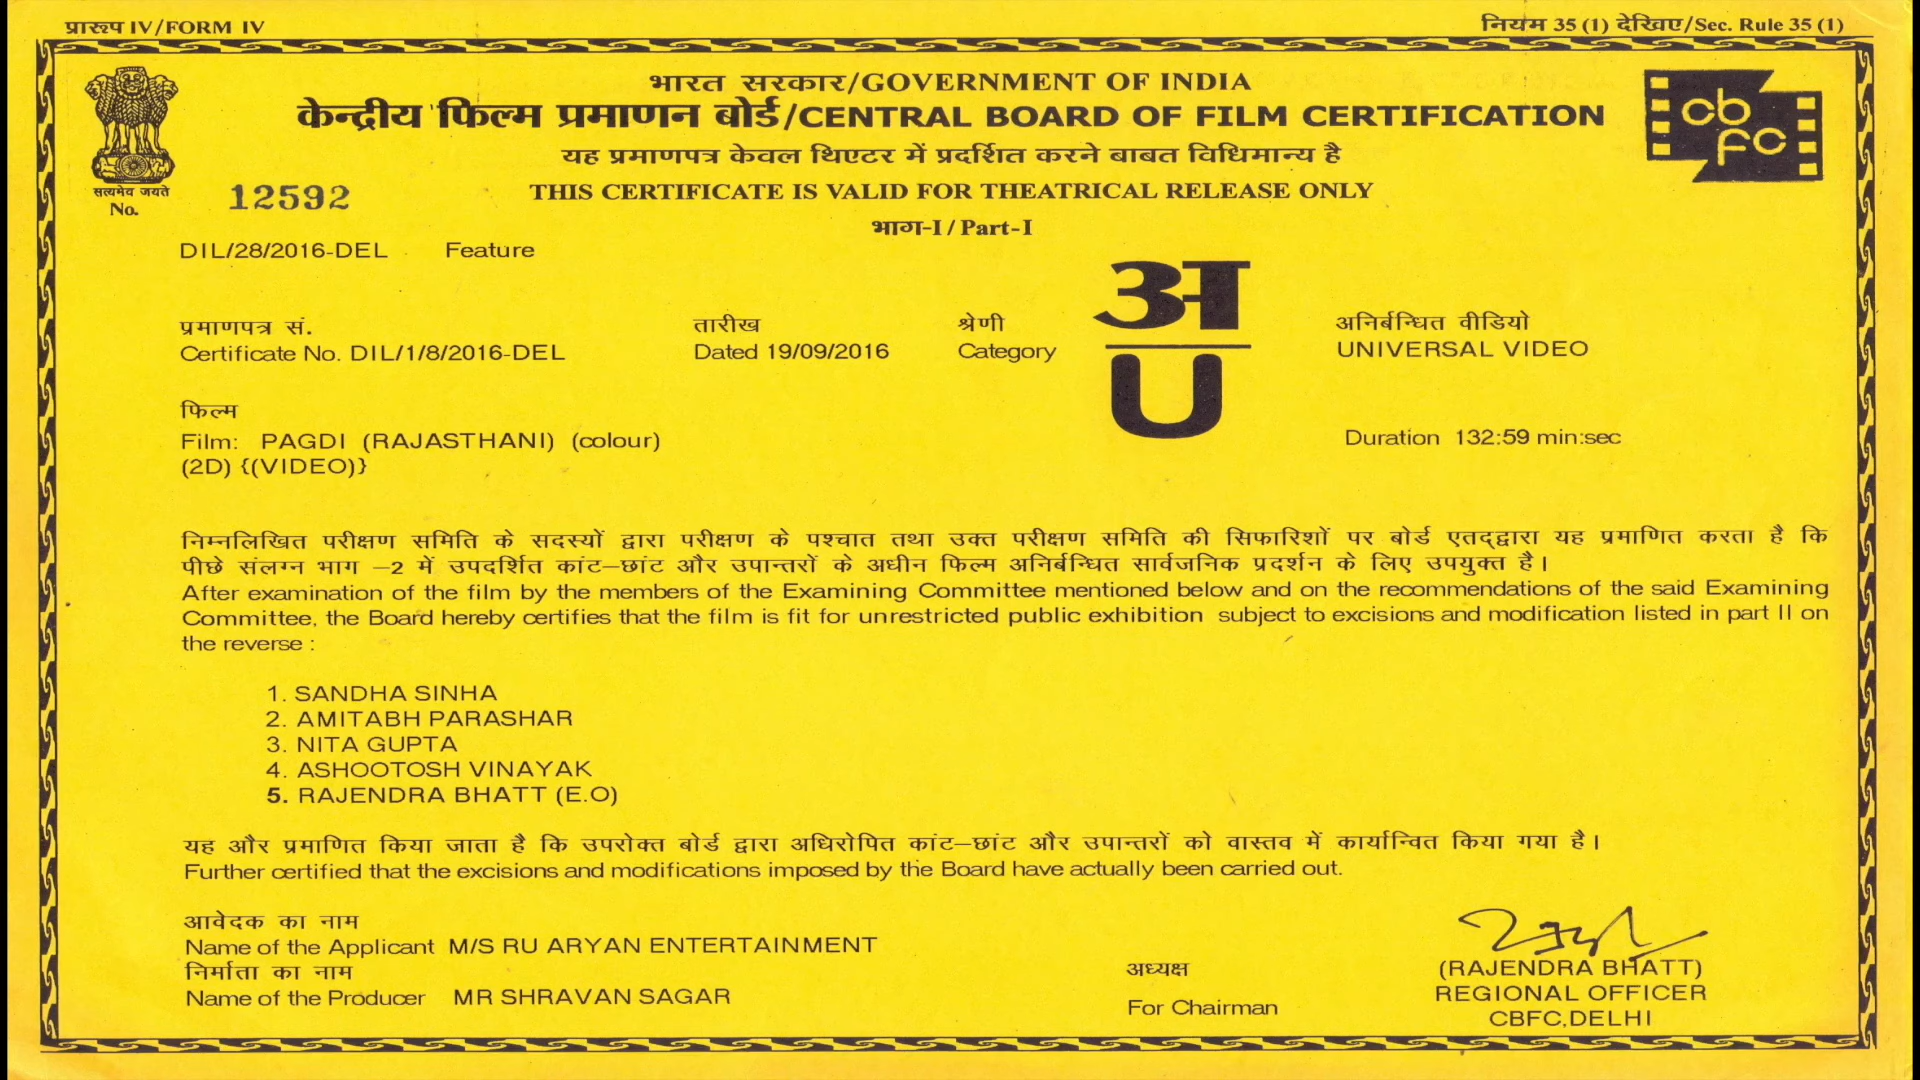 प्रारूप IV/FORM IV
नियम 35 (1) देखिए/Sec. Rule 35 (1)
भारत सरकार/GOVERNMENT OF INDIA
केन्द्रीय फिल्म प्रमाणन बोर्ड/CENTRAL BOARD OF FILM CERTIFICATION
cb
fc
यह प्रमाणपत्र केवल थिएटर में प्रदर्शित करने बाबत विधिमान्य है
सत्यमेव जयते
No. 12592
THIS CERTIFICATE IS VALID FOR THEATRICAL RELEASE ONLY
भाग-I / Part-I
DIL/28/2016-DEL Feature
प्रमाणपत्र सं. तारीख श्रेणी अ अनिर्बन्धित वीडियो
Certificate No. DIL/1/8/2016-DEL Dated 19/09/2016 Category U UNIVERSAL VIDEO
फिल्म
Film: PAGDI (RAJASTHANI) (colour) Duration 132:59 min:sec
(2D) {(VIDEO)}
निम्नलिखित परीक्षण समिति के सदस्यों द्वारा परीक्षण के पश्चात तथा उक्त परीक्षण समिति की सिफारिशों पर बोर्ड एतद्द्वारा यह प्रमाणित करता है कि
पीछे संलग्न भाग –2 में उपदर्शित कांट–छांट और उपान्तरों के अधीन फिल्म अनिर्बन्धित सार्वजनिक प्रदर्शन के लिए उपयुक्त है।
After examination of the film by the members of the Examining Committee mentioned below and on the recommendations of the said Examining
Committee, the Board hereby certifies that the film is fit for unrestricted public exhibition subject to excisions and modification listed in part II on
the reverse :
1. SANDHA SINHA
2. AMITABH PARASHAR
3. NITA GUPTA
4. ASHOOTOSH VINAYAK
5. RAJENDRA BHATT (E.O)
यह और प्रमाणित किया जाता है कि उपरोक्त बोर्ड द्वारा अधिरोपित कांट–छांट और उपान्तरों को वास्तव में कार्यान्वित किया गया है।
Further certified that the excisions and modifications imposed by the Board have actually been carried out.
आवेदक का नाम
Name of the Applicant M/S RU ARYAN ENTERTAINMENT
निर्माता का नाम
Name of the Producer MR SHRAVAN SAGAR
अध्यक्ष
For Chairman
(RAJENDRA BHATT)
REGIONAL OFFICER
CBFC,DELHI